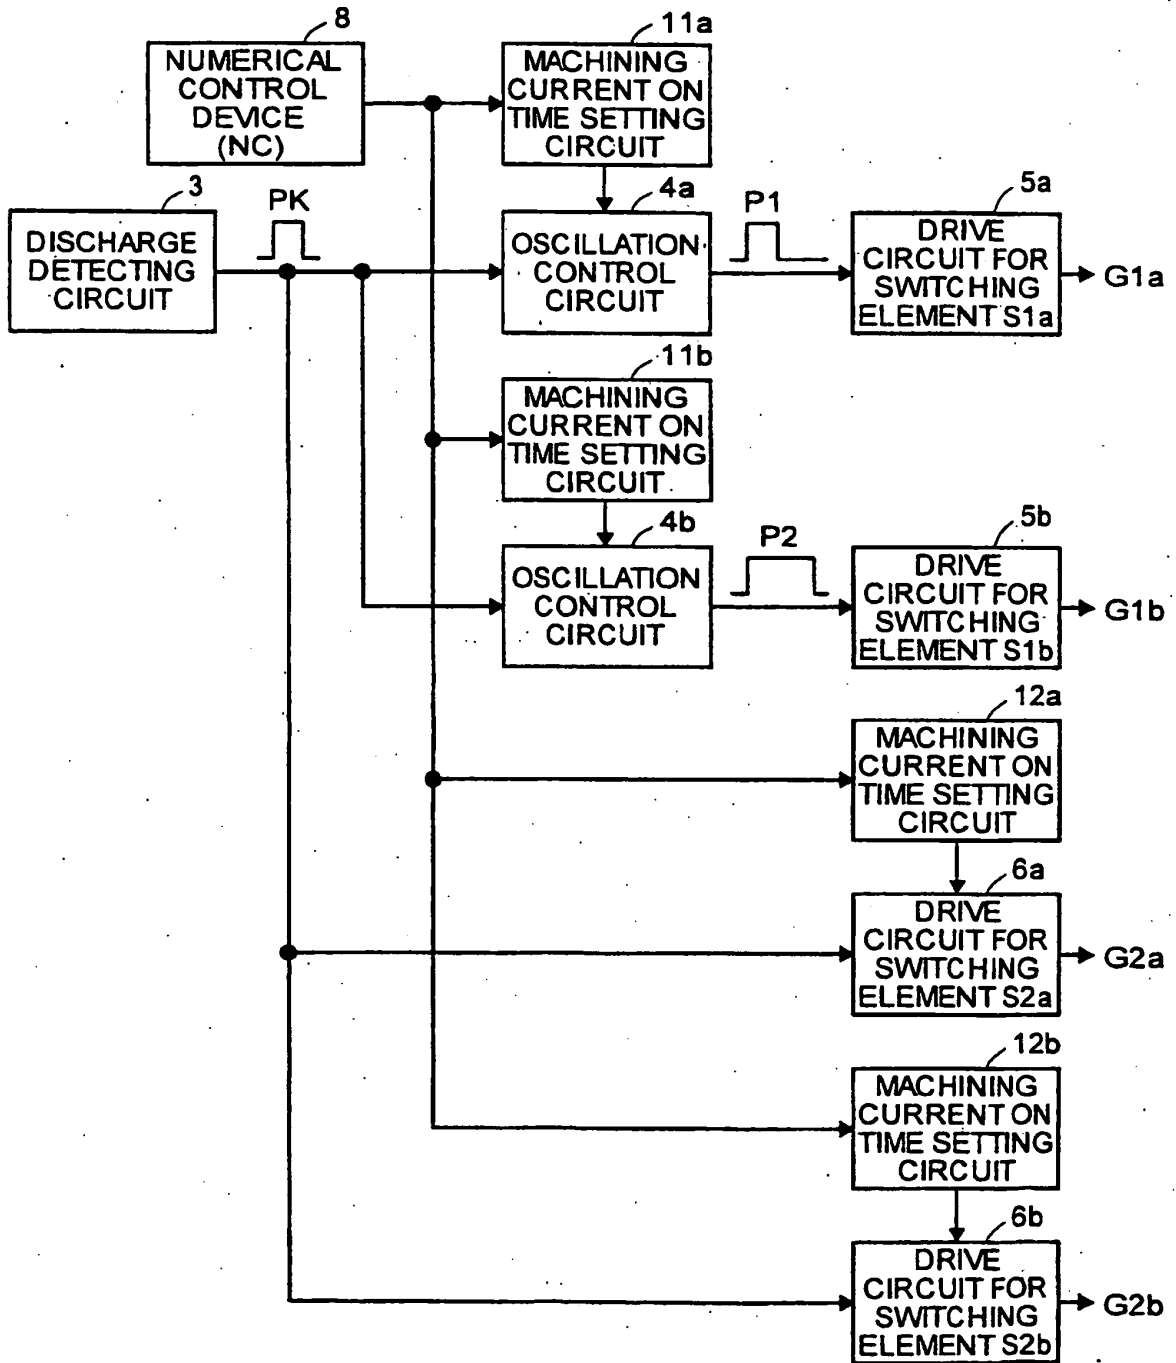 8
NUMERICAL
CONTROL
DEVICE
(NC)
11a
MACHINING
CURRENT ON
TIME SETTING
CIRCUIT
3
DISCHARGE
DETECTING
CIRCUIT
PK
4a
OSCILLATION
CONTROL
CIRCUIT
P1
5a
DRIVE
CIRCUIT FOR
SWITCHING
ELEMENT S1a
G1a
11b
MACHINING
CURRENT ON
TIME SETTING
CIRCUIT
4b
OSCILLATION
CONTROL
CIRCUIT
P2
5b
DRIVE
CIRCUIT FOR
SWITCHING
ELEMENT S1b
G1b
12a
MACHINING
CURRENT ON
TIME SETTING
CIRCUIT
6a
DRIVE
CIRCUIT FOR
SWITCHING
ELEMENT S2a
G2a
12b
MACHINING
CURRENT ON
TIME SETTING
CIRCUIT
6b
DRIVE
CIRCUIT FOR
SWITCHING
ELEMENT S2b
G2b